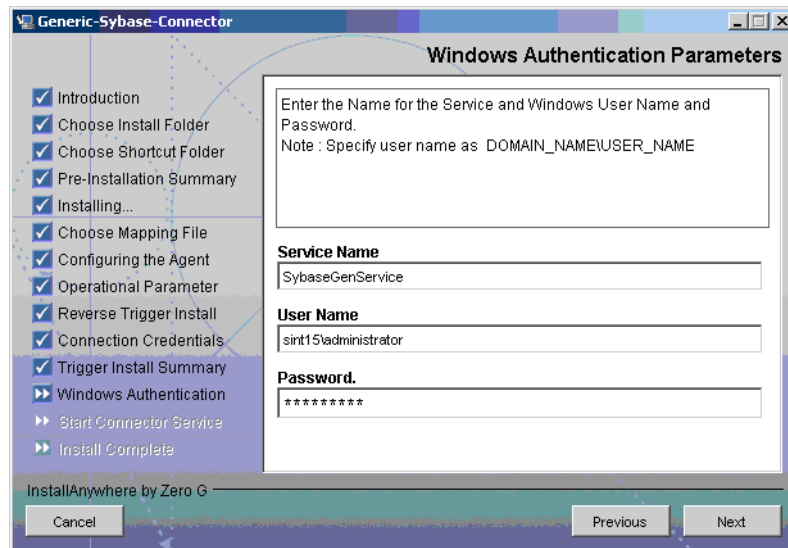 Generic-Sybase-Connector
Windows Authentication Parameters
Introduction
Choose Install Folder
Choose Shortcut Folder
Pre-Installation Summary
Installing...
Choose Mapping File
Configuring the Agent
Operational Parameter
Reverse Trigger Install
Connection Credentials
Trigger Install Summary
Windows Authentication
Start Connector Service
Install Complete
Enter the Name for the Service and Windows User Name and
Password.
Note : Specify user name as DOMAIN_NAME\USER_NAME
Service Name
SybaseGenService
User Name
sint15\administrator
Password.
*********
InstallAnywhere by Zero G
Cancel
Previous
Next